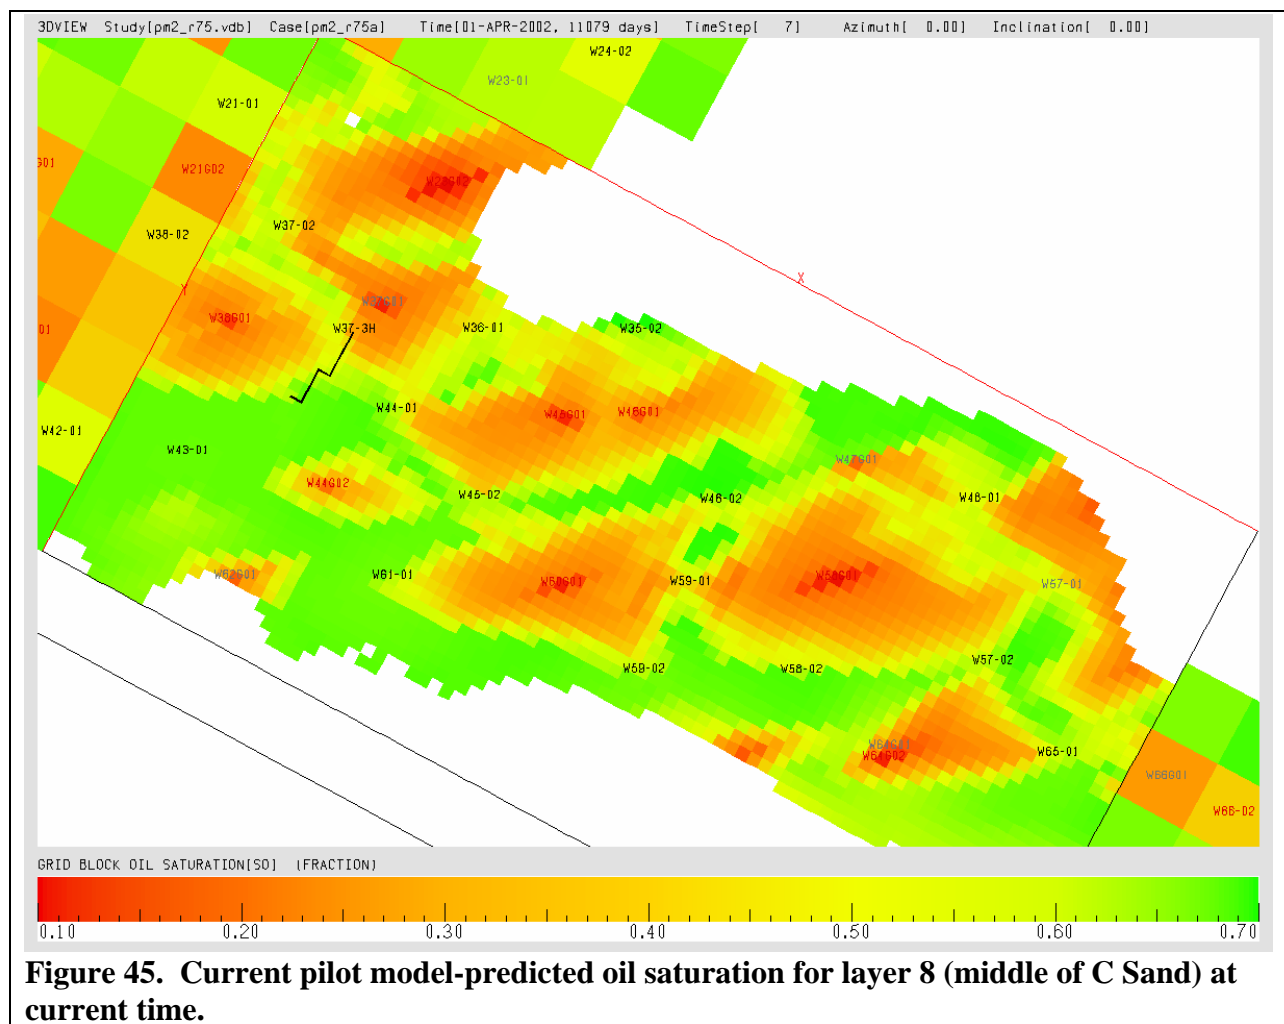 3DVIEW Study[pm2_r75.vdb) Case[pm2_r75a) Time[01-APR-2002, 11079 days) TimeStep[ 7] Azimuth[ 0.00] Inclination[ 0.00]
W24-02
W23-01
W21-01
W21G02
W37-02
W38-02
Y
X
W38G01
W37-3H
W36-01
W35-02
W44-01
W46G01
W42-01
W43-01
W47G01
W44G02
W45-02
W46-02
W48-01
W62G01
W61-01
W60G01
W59-01
W58G01
W57-01
W59-02
W58-02
W57-02
W64G02
W65-01
W66G01
W66-02
GRID BLOCK OIL SATURATION[SO] (FRACTION)
0.10 0.20 0.30 0.40 0.50 0.60 0.70
Figure 45. Current pilot model-predicted oil saturation for layer 8 (middle of C Sand) at
current time.